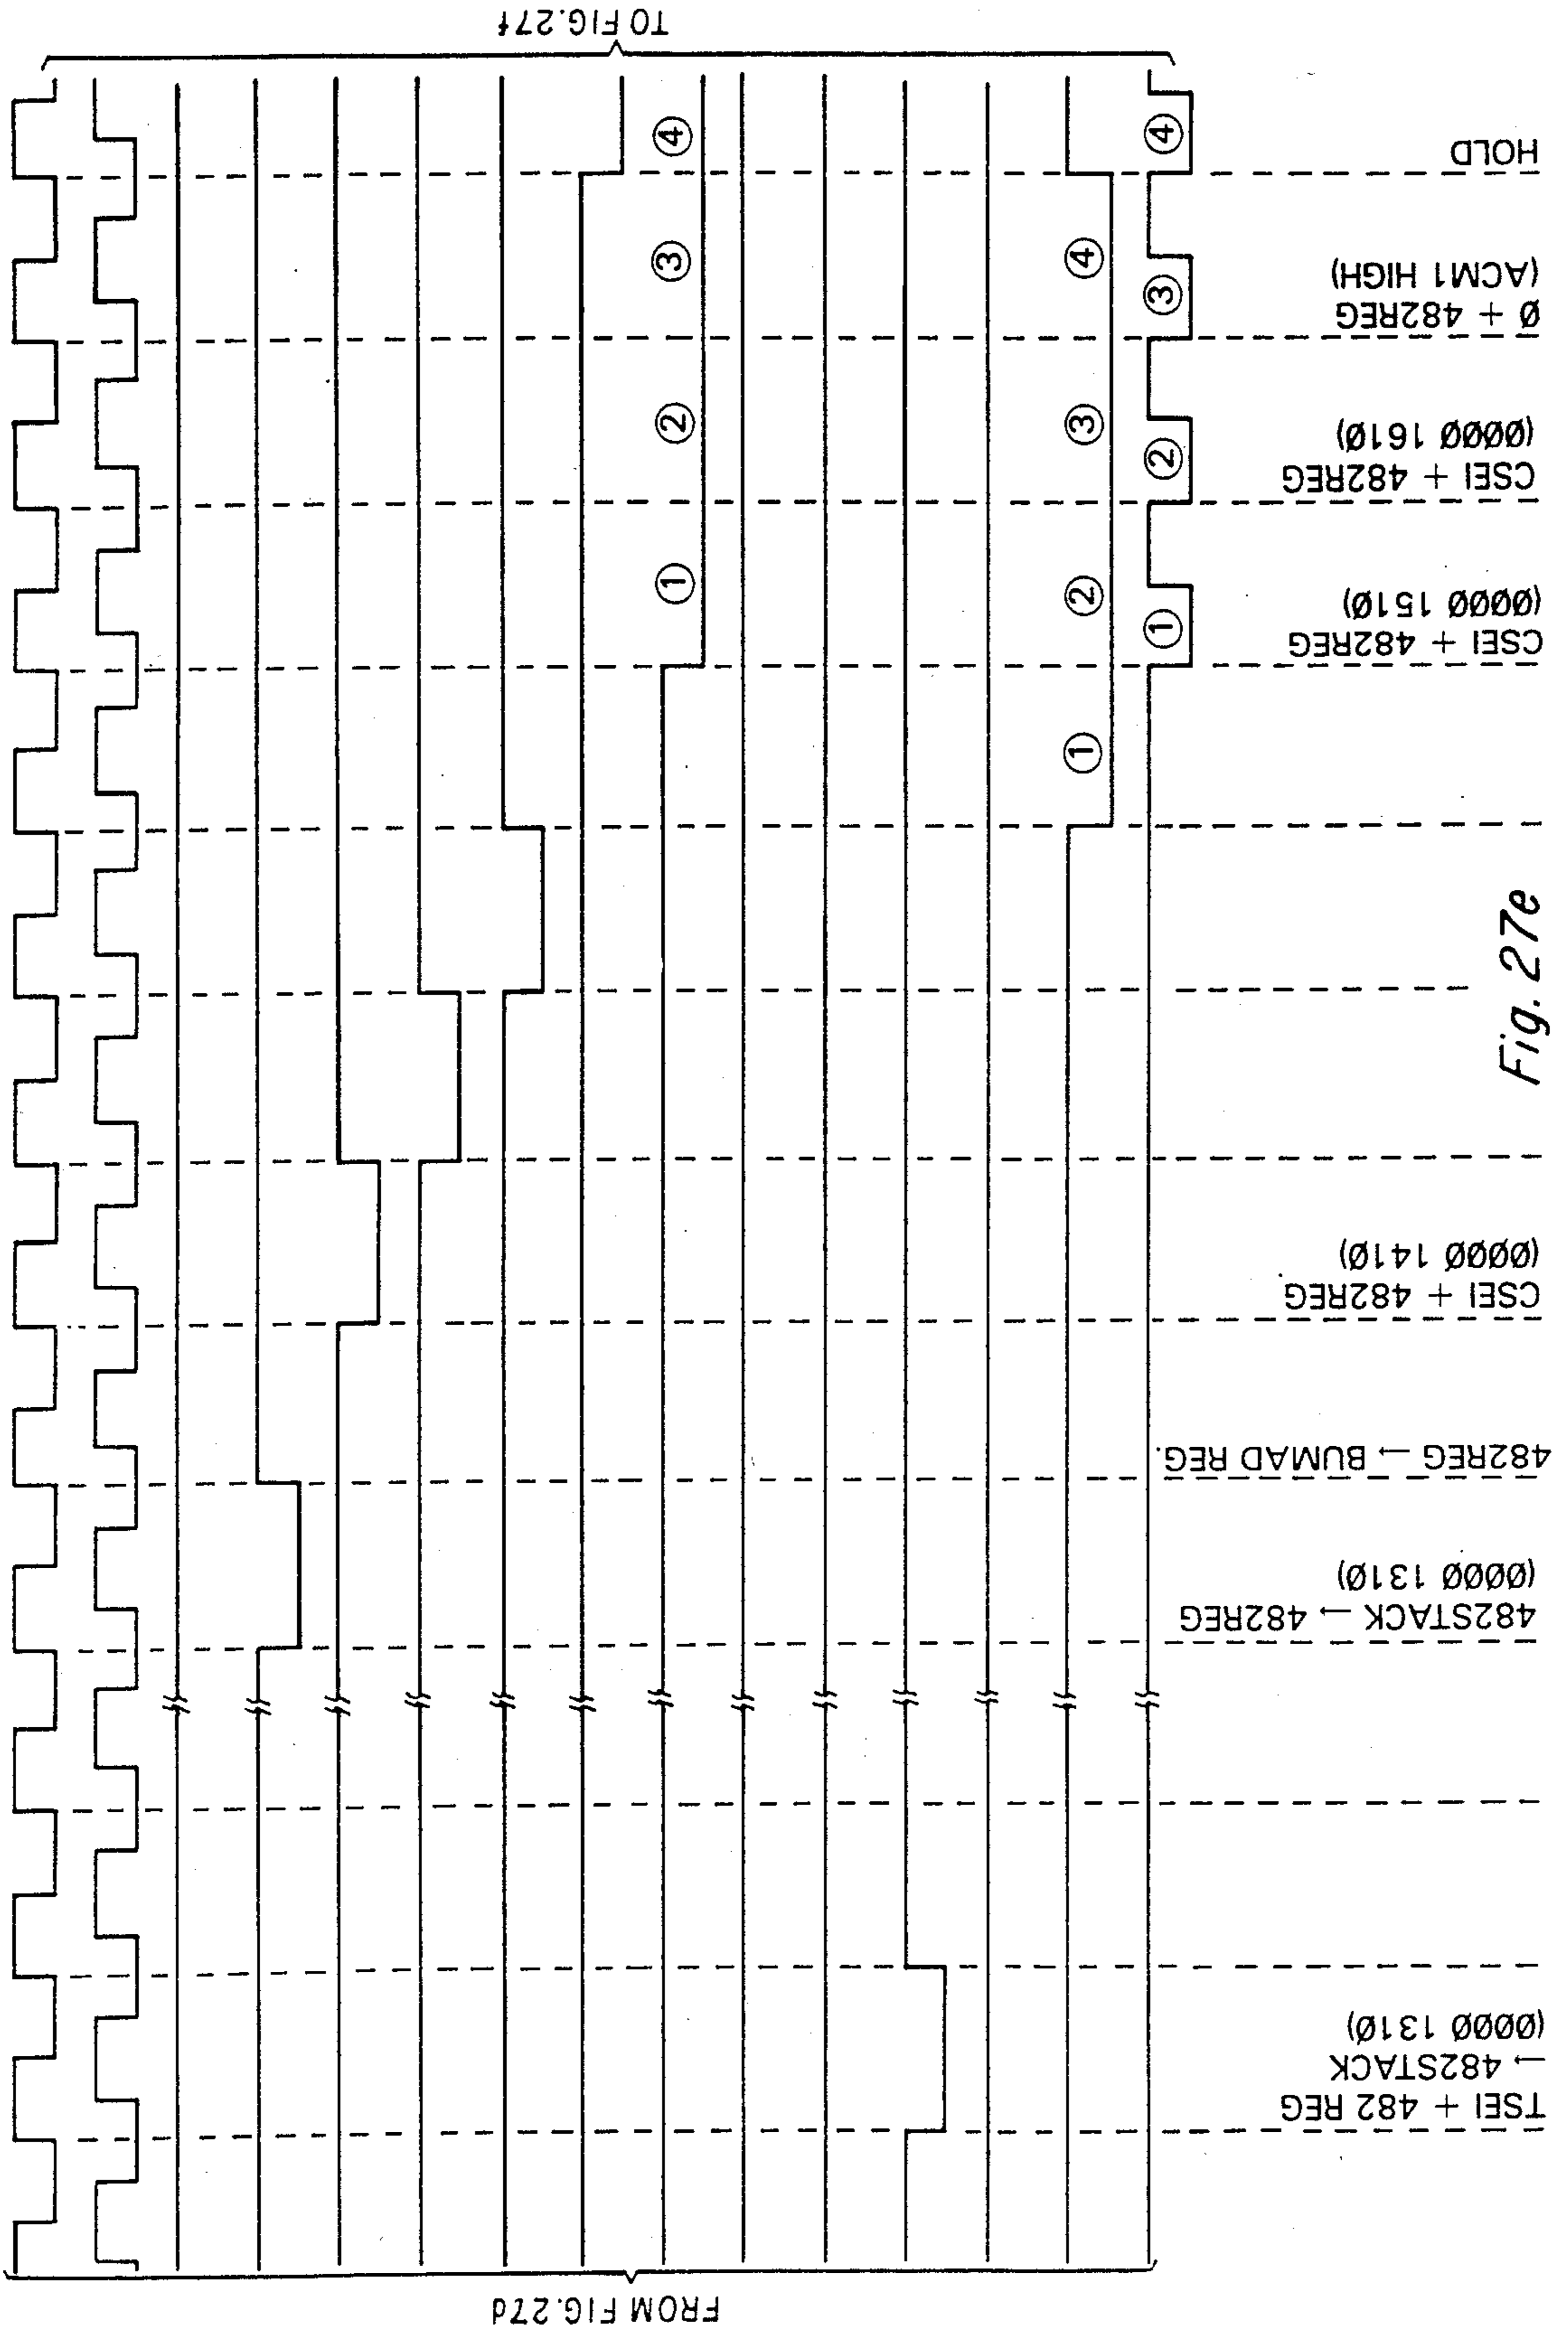 FROM FIG.27d
TSEI + 482 REG
→ 482STACK
(ØØØØ 131Ø)
482STACK → 482REG
(ØØØØ 131Ø)
482REG → BUMAD REG.
CSEI + 482REG
(ØØØØ 141Ø)
CSEI + 482REG
(ØØØØ 151Ø)
CSEI + 482REG
(ØØØØ 161Ø)
Ø + 482REG
(ACM1 HIGH)
HOLD
① ② ③ ④
① ② ③ ④
① ② ③ ④
TO FIG.27f
Fig. 27e